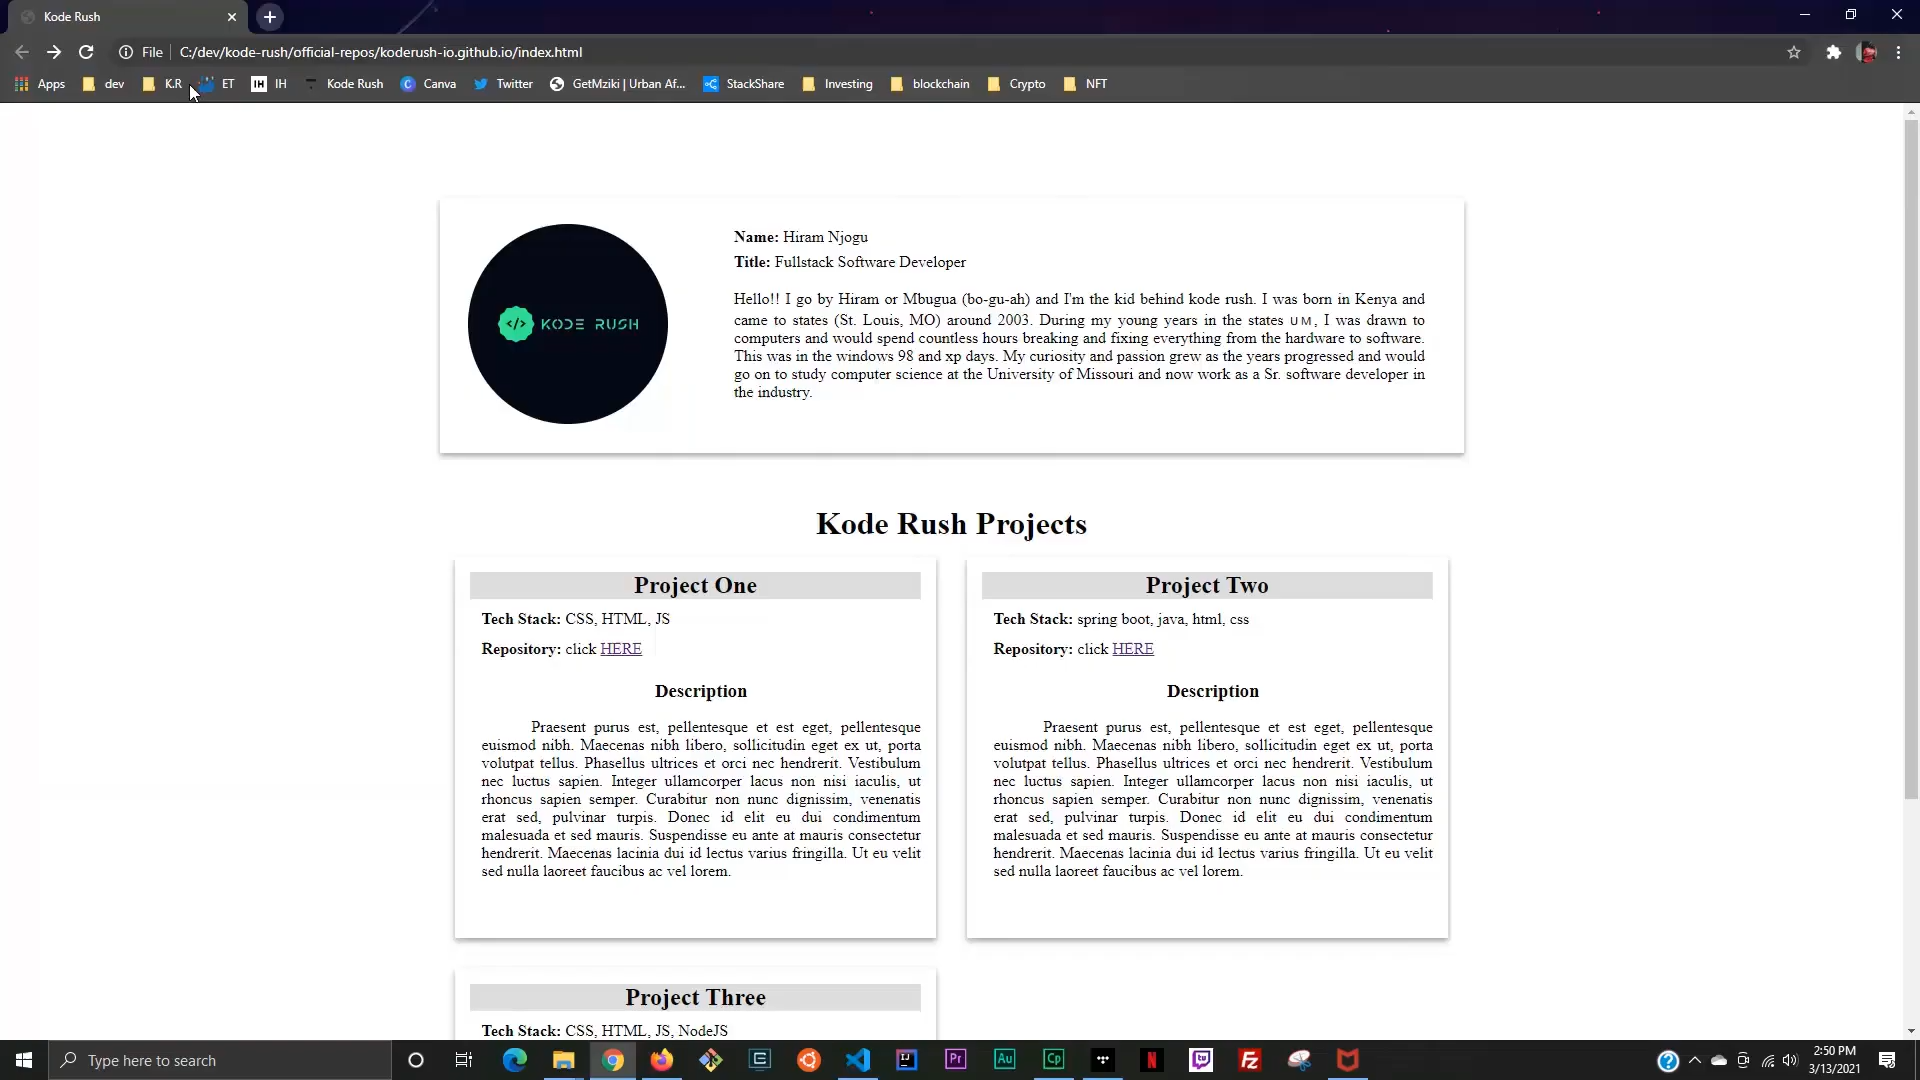 Kode Rush
File
C:/dev/kode-rush/official-repos/koderush-io.github.io/index.html
Apps dev K.R ET IH IH Kode Rush Canva Twitter GetMziki | Urban Af... StackShare Investing blockchain Crypto NFT
</> KODE RUSH
Name: Hiram Njogu
Title: Fullstack Software Developer
Hello!! I go by Hiram or Mbugua (bo-gu-ah) and I'm the kid behind kode rush. I was born in Kenya and
came to states (St. Louis, MO) around 2003. During my young years in the states ᴜᴍ, I was drawn to
computers and would spend countless hours breaking and fixing everything from the hardware to software.
This was in the windows 98 and xp days. My curiosity and passion grew as the years progressed and would
go on to study computer science at the University of Missouri and now work as a Sr. software developer in
the industry.
Kode Rush Projects
Project One
Tech Stack: CSS, HTML, JS
Repository: click HERE
Description
Praesent purus est, pellentesque et est eget, pellentesque
euismod nibh. Maecenas nibh libero, sollicitudin eget ex ut, porta
volutpat tellus. Phasellus ultrices et orci nec hendrerit. Vestibulum
nec luctus sapien. Integer ullamcorper lacus non nisi iaculis, ut
rhoncus sapien semper. Curabitur non nunc dignissim, venenatis
erat sed, pulvinar turpis. Donec id elit eu dui condimentum
malesuada et sed mauris. Suspendisse eu ante at mauris consectetur
hendrerit. Maecenas lacinia dui id lectus varius fringilla. Ut eu velit
sed nulla laoreet faucibus ac vel lorem.
Project Two
Tech Stack: spring boot, java, html, css
Repository: click HERE
Description
Praesent purus est, pellentesque et est eget, pellentesque
euismod nibh. Maecenas nibh libero, sollicitudin eget ex ut, porta
volutpat tellus. Phasellus ultrices et orci nec hendrerit. Vestibulum
nec luctus sapien. Integer ullamcorper lacus non nisi iaculis, ut
rhoncus sapien semper. Curabitur non nunc dignissim, venenatis
erat sed, pulvinar turpis. Donec id elit eu dui condimentum
malesuada et sed mauris. Suspendisse eu ante at mauris consectetur
hendrerit. Maecenas lacinia dui id lectus varius fringilla. Ut eu velit
sed nulla laoreet faucibus ac vel lorem.
Project Three
Tech Stack: CSS, HTML, JS, NodeJS
Type here to search
IJ Pr Au Cp N FZ
2:50 PM
3/13/2021